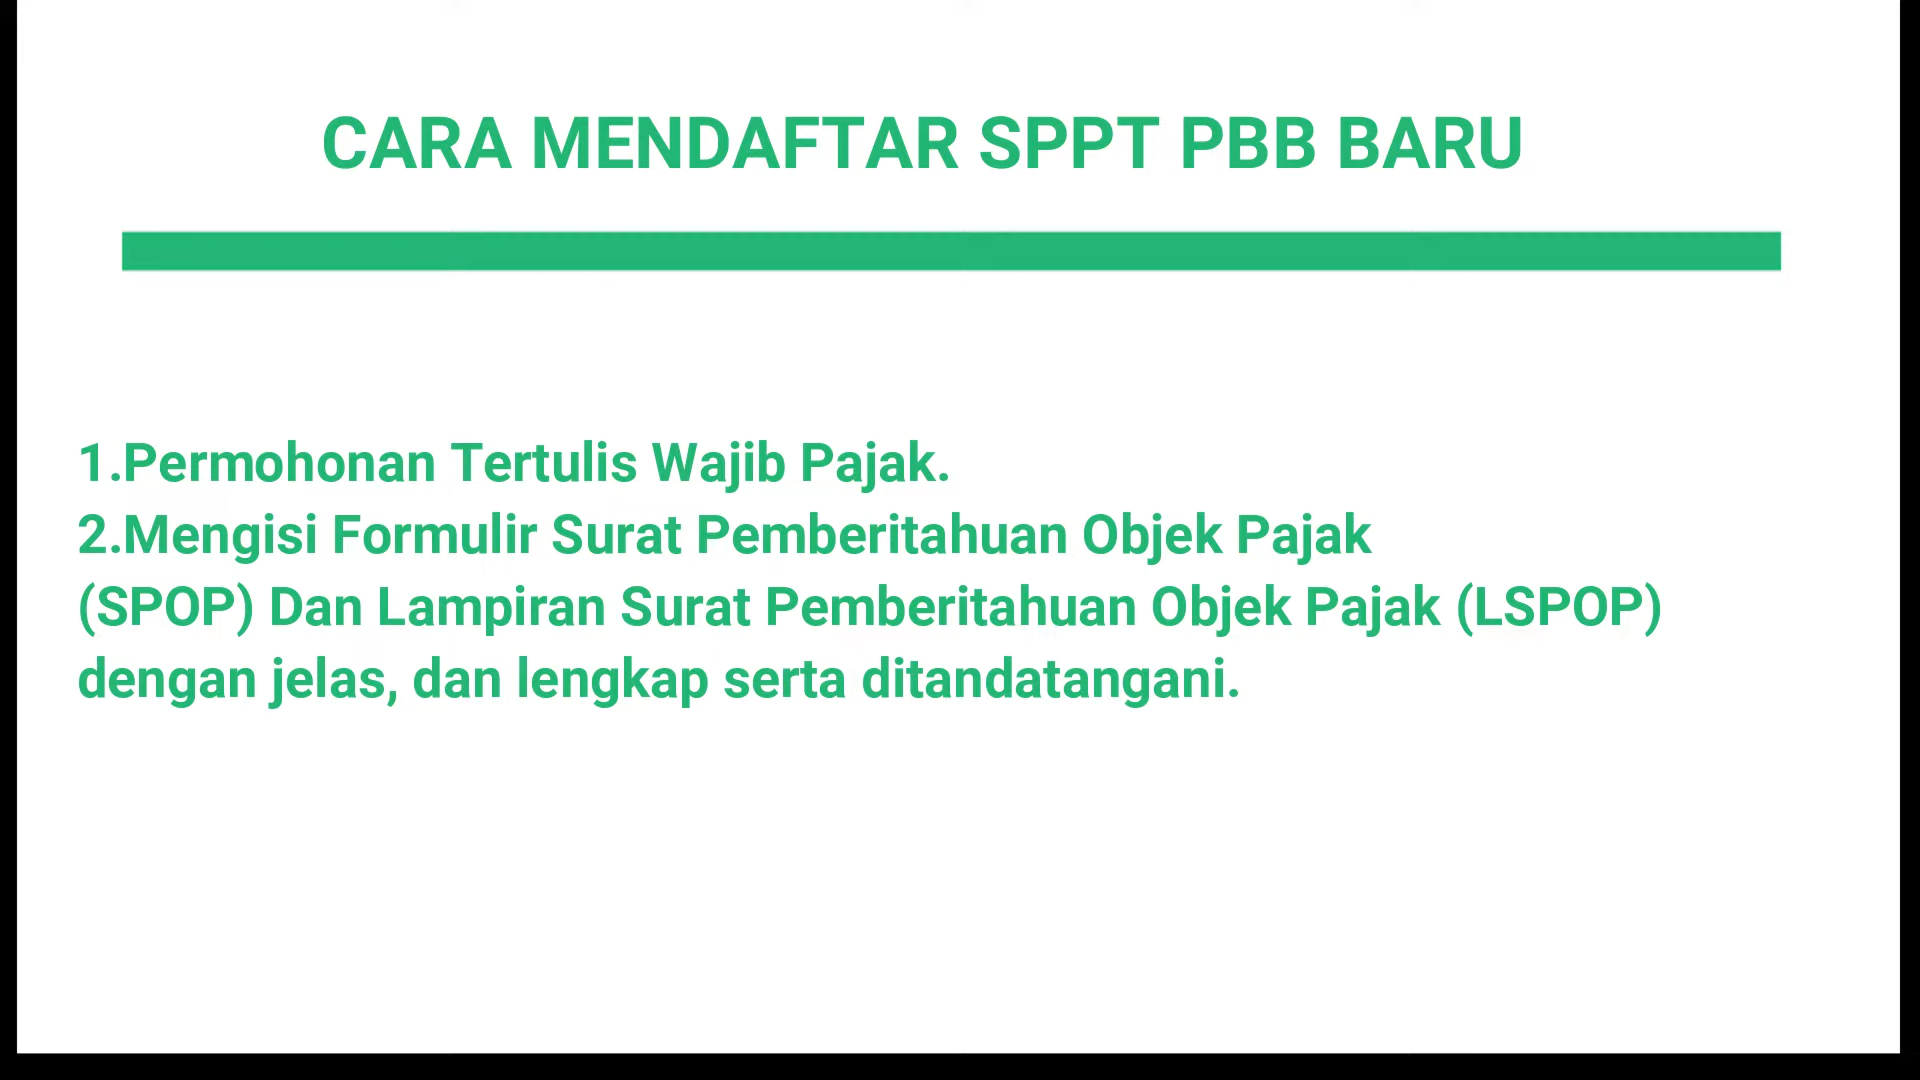 CARA MENDAFTAR SPPT PBB BARU
1.Permohonan Tertulis Wajib Pajak.
2.Mengisi Formulir Surat Pemberitahuan Objek Pajak
(SPOP) Dan Lampiran Surat Pemberitahuan Objek Pajak (LSPOP)
dengan jelas, dan lengkap serta ditandatangani.